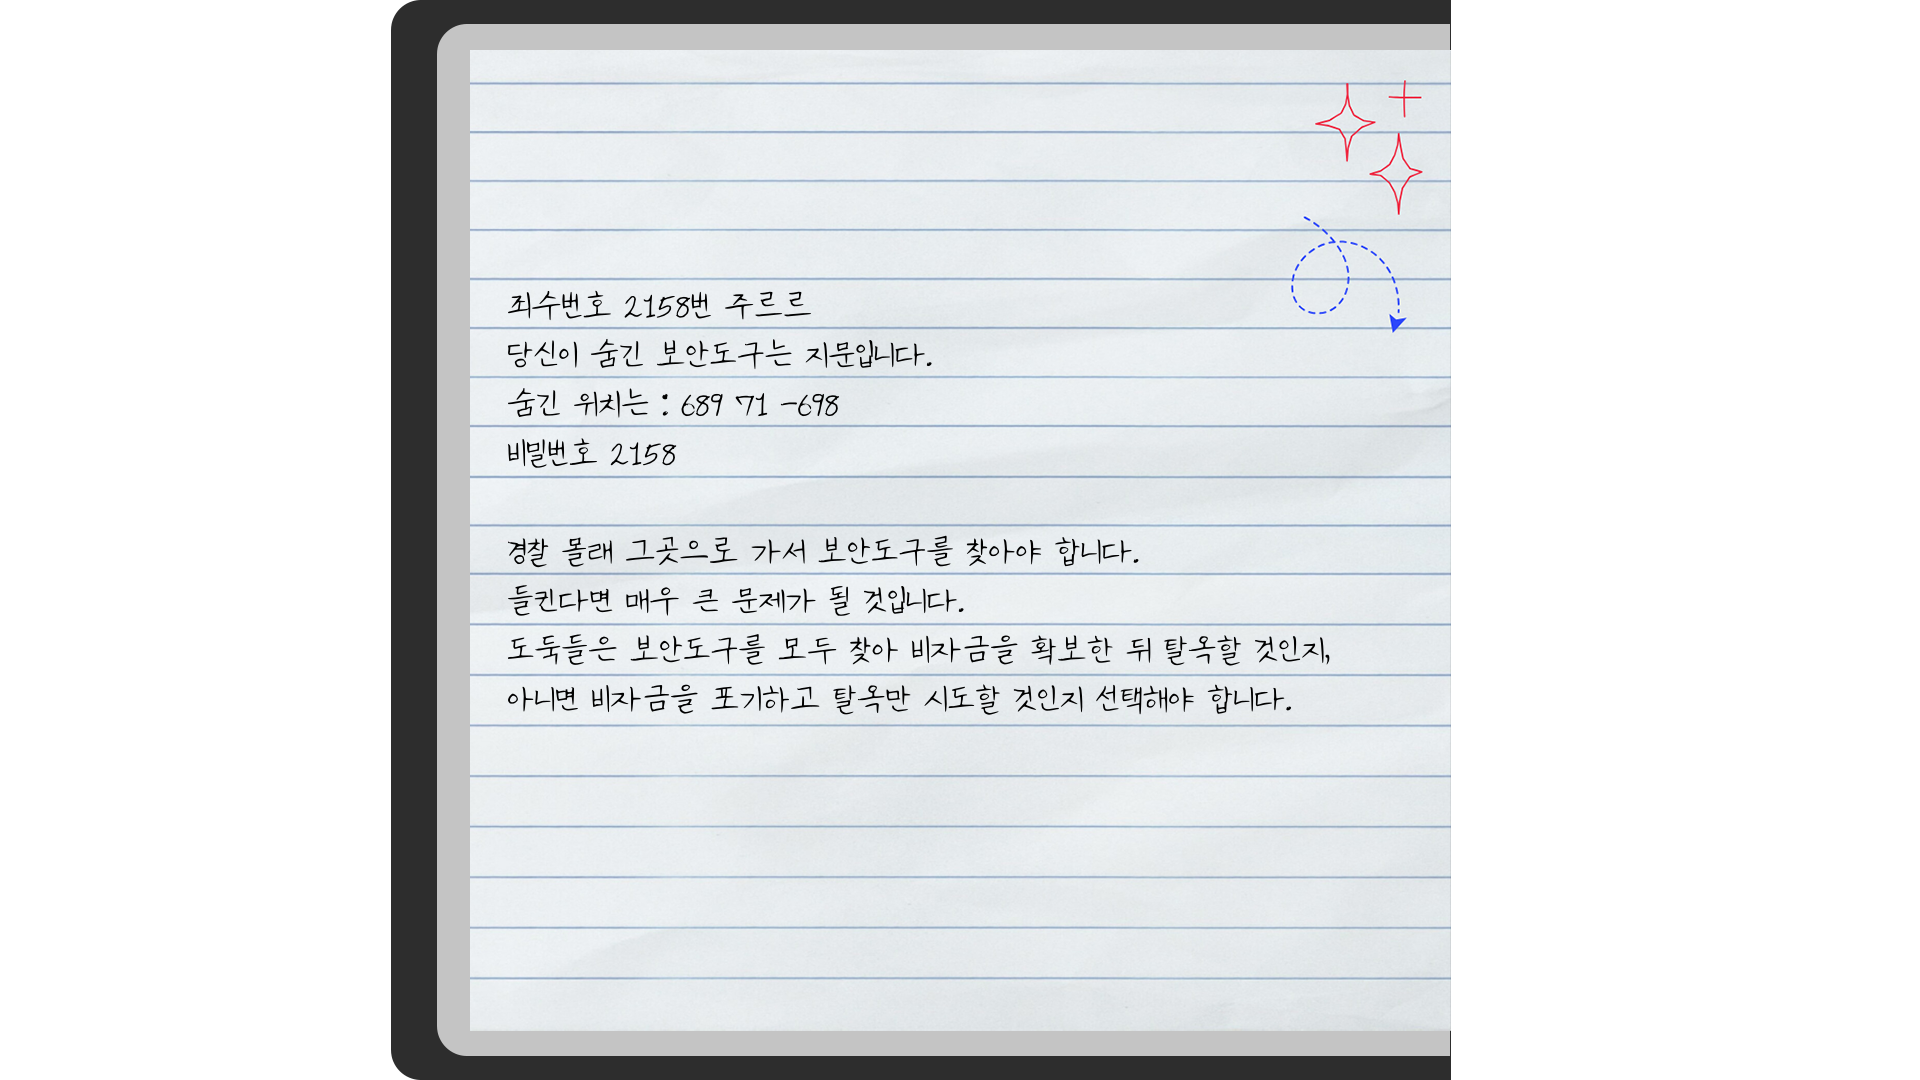 죄수번호 2158번 주르르
당신이 숨긴 보안도구는 지문입니다.
숨긴 위치는 : 689 71 -698
비밀번호 2158
경찰 몰래 그곳으로 가서 보안도구를 찾아야 합니다.
들킨다면 매우 큰 문제가 될 것입니다.
도둑들은 보안도구를 모두 찾아 비자금을 확보한 뒤 탈옥할 것인지,
아니면 비자금을 포기하고 탈옥만 시도할 것인지 선택해야 합니다.